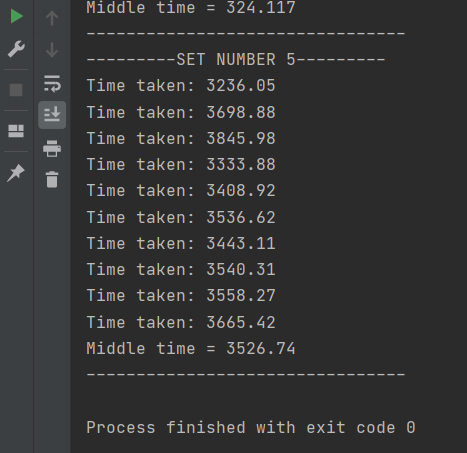 Middle time = 324.117
--------------------------------
---------SET NUMBER 5---------
Time taken: 3236.05
Time taken: 3698.88
Time taken: 3845.98
Time taken: 3333.88
Time taken: 3408.92
Time taken: 3536.62
Time taken: 3443.11
Time taken: 3540.31
Time taken: 3558.27
Time taken: 3665.42
Middle time = 3526.74
--------------------------------
Process finished with exit code 0